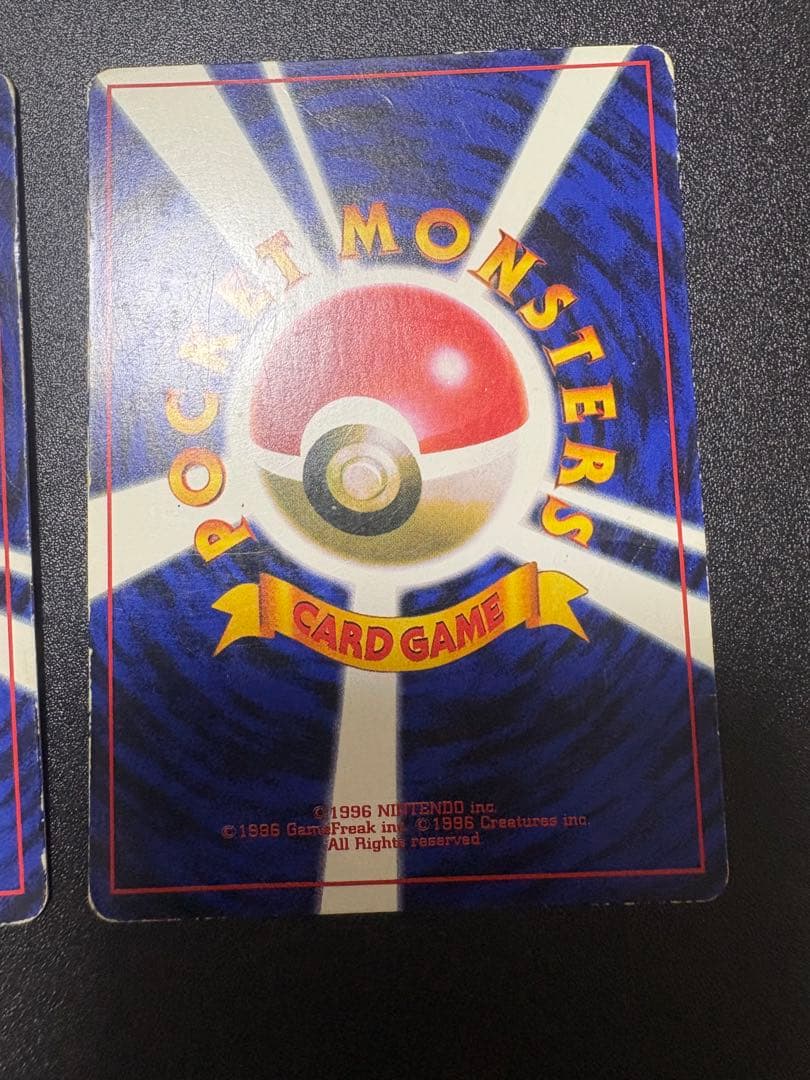 POCKET MONSTERS
CARD GAME
©1996 NINTENDO inc.
©1996 GameFreak inc. ©1996 Creatures inc.
All Rights reserved